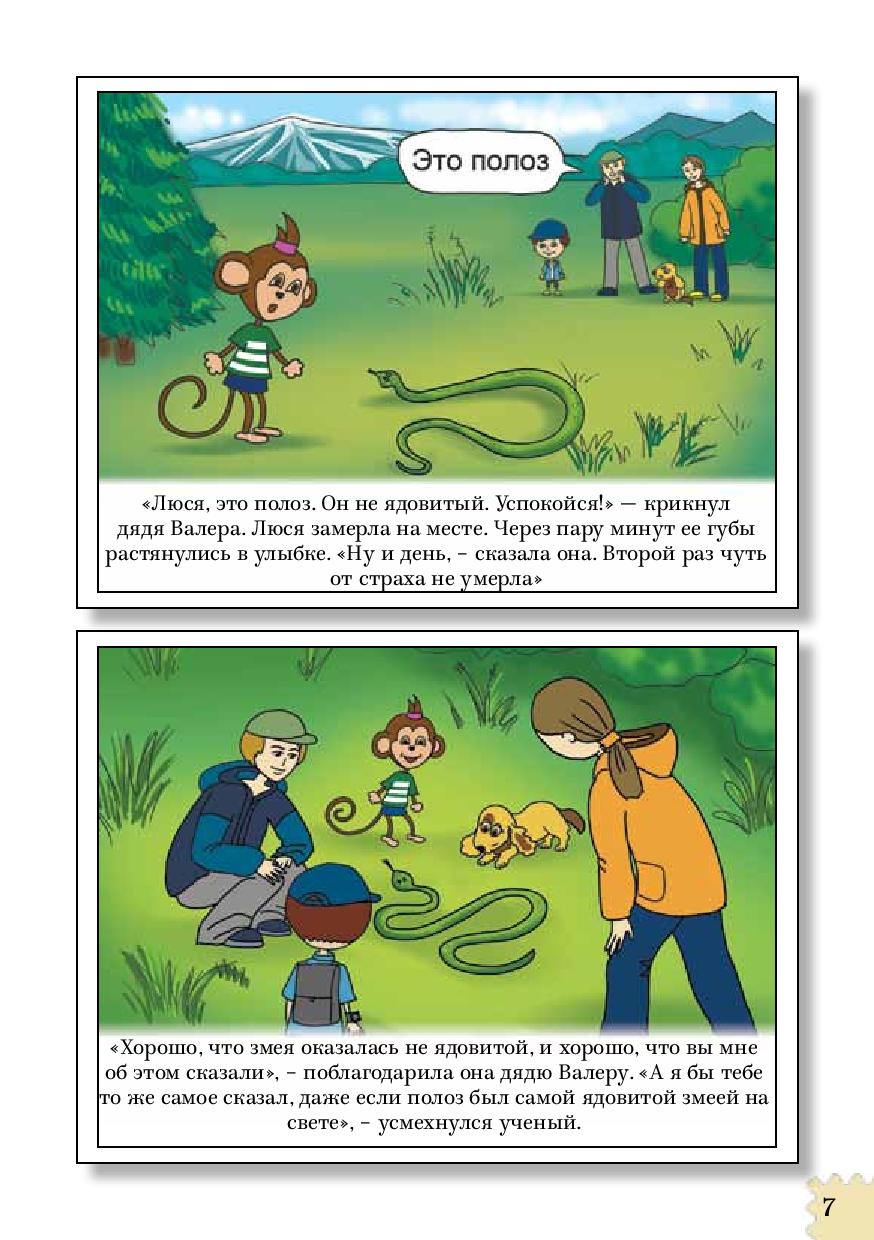 Это полоз
«Люся, это полоз. Он не ядовитый. Успокойся!» — крикнул
дядя Валера. Люся замерла на месте. Через пару минут ее губы
растянулись в улыбке. «Ну и день, – сказала она. Второй раз чуть
от страха не умерла»
«Хорошо, что змея оказалась не ядовитой, и хорошо, что вы мне
об этом сказали», – поблагодарила она дядю Валеру. «А я бы тебе
то же самое сказал, даже если полоз был самой ядовитой змеей на
свете», – усмехнулся ученый.
7